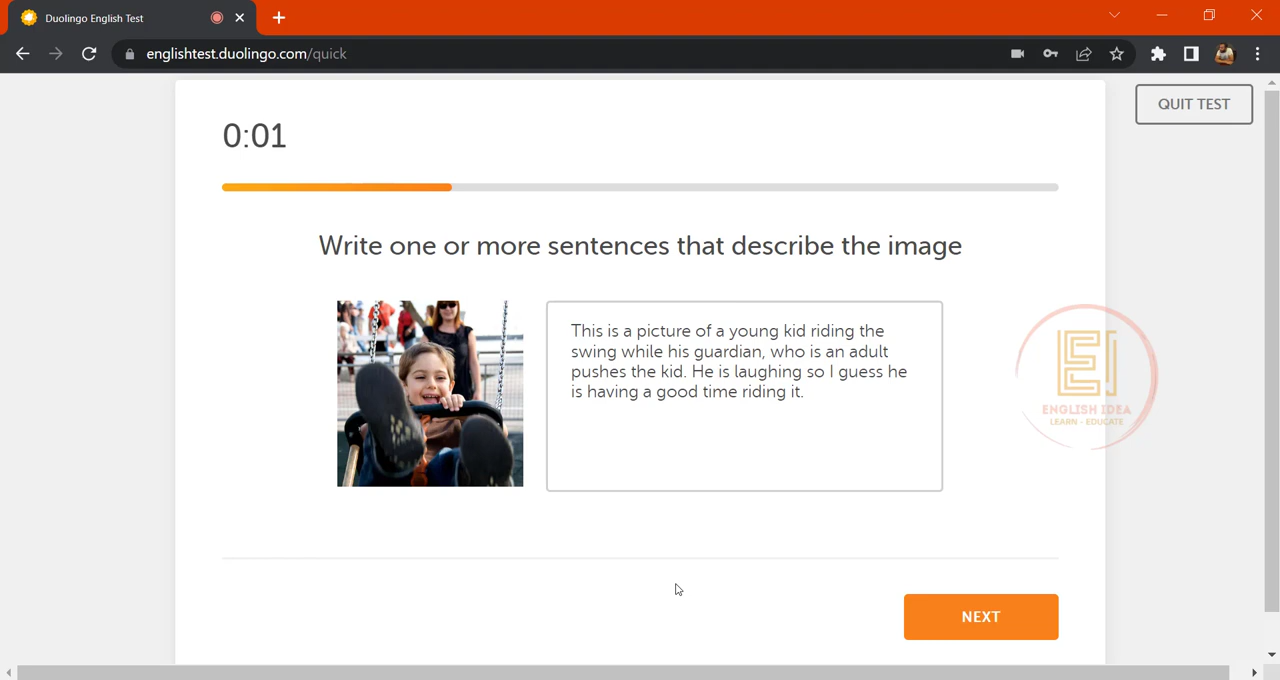 Duolingo English Test
englishtest.duolingo.com/quick
QUIT TEST
0:01
Write one or more sentences that describe the image
This is a picture of a young kid riding the
swing while his guardian, who is an adult
pushes the kid. He is laughing so I guess he
is having a good time riding it.
EI
ENGLISH IDEA
LEARN - EDUCATE
NEXT